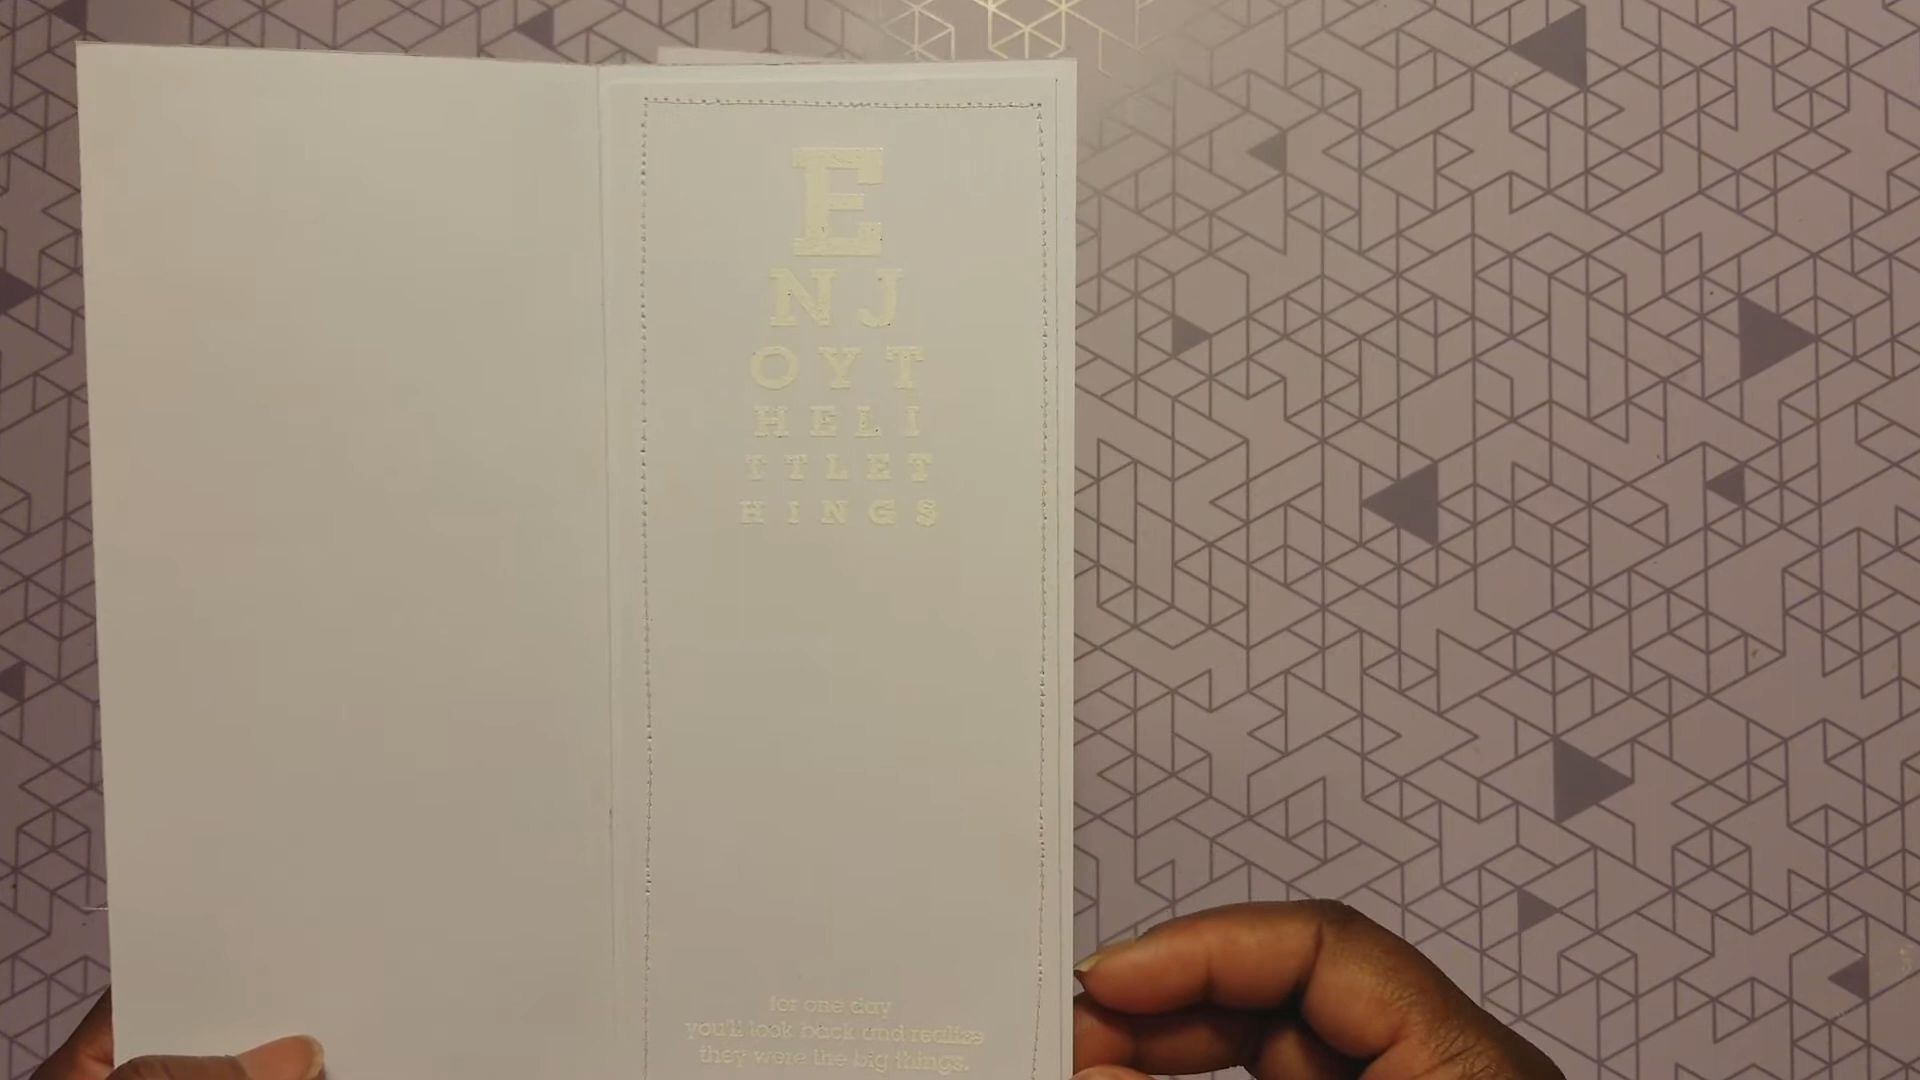 E
N J
O Y T
H E L I
T T L E T
H I N G S
for one day
you'll look back and realize
they were the big things.